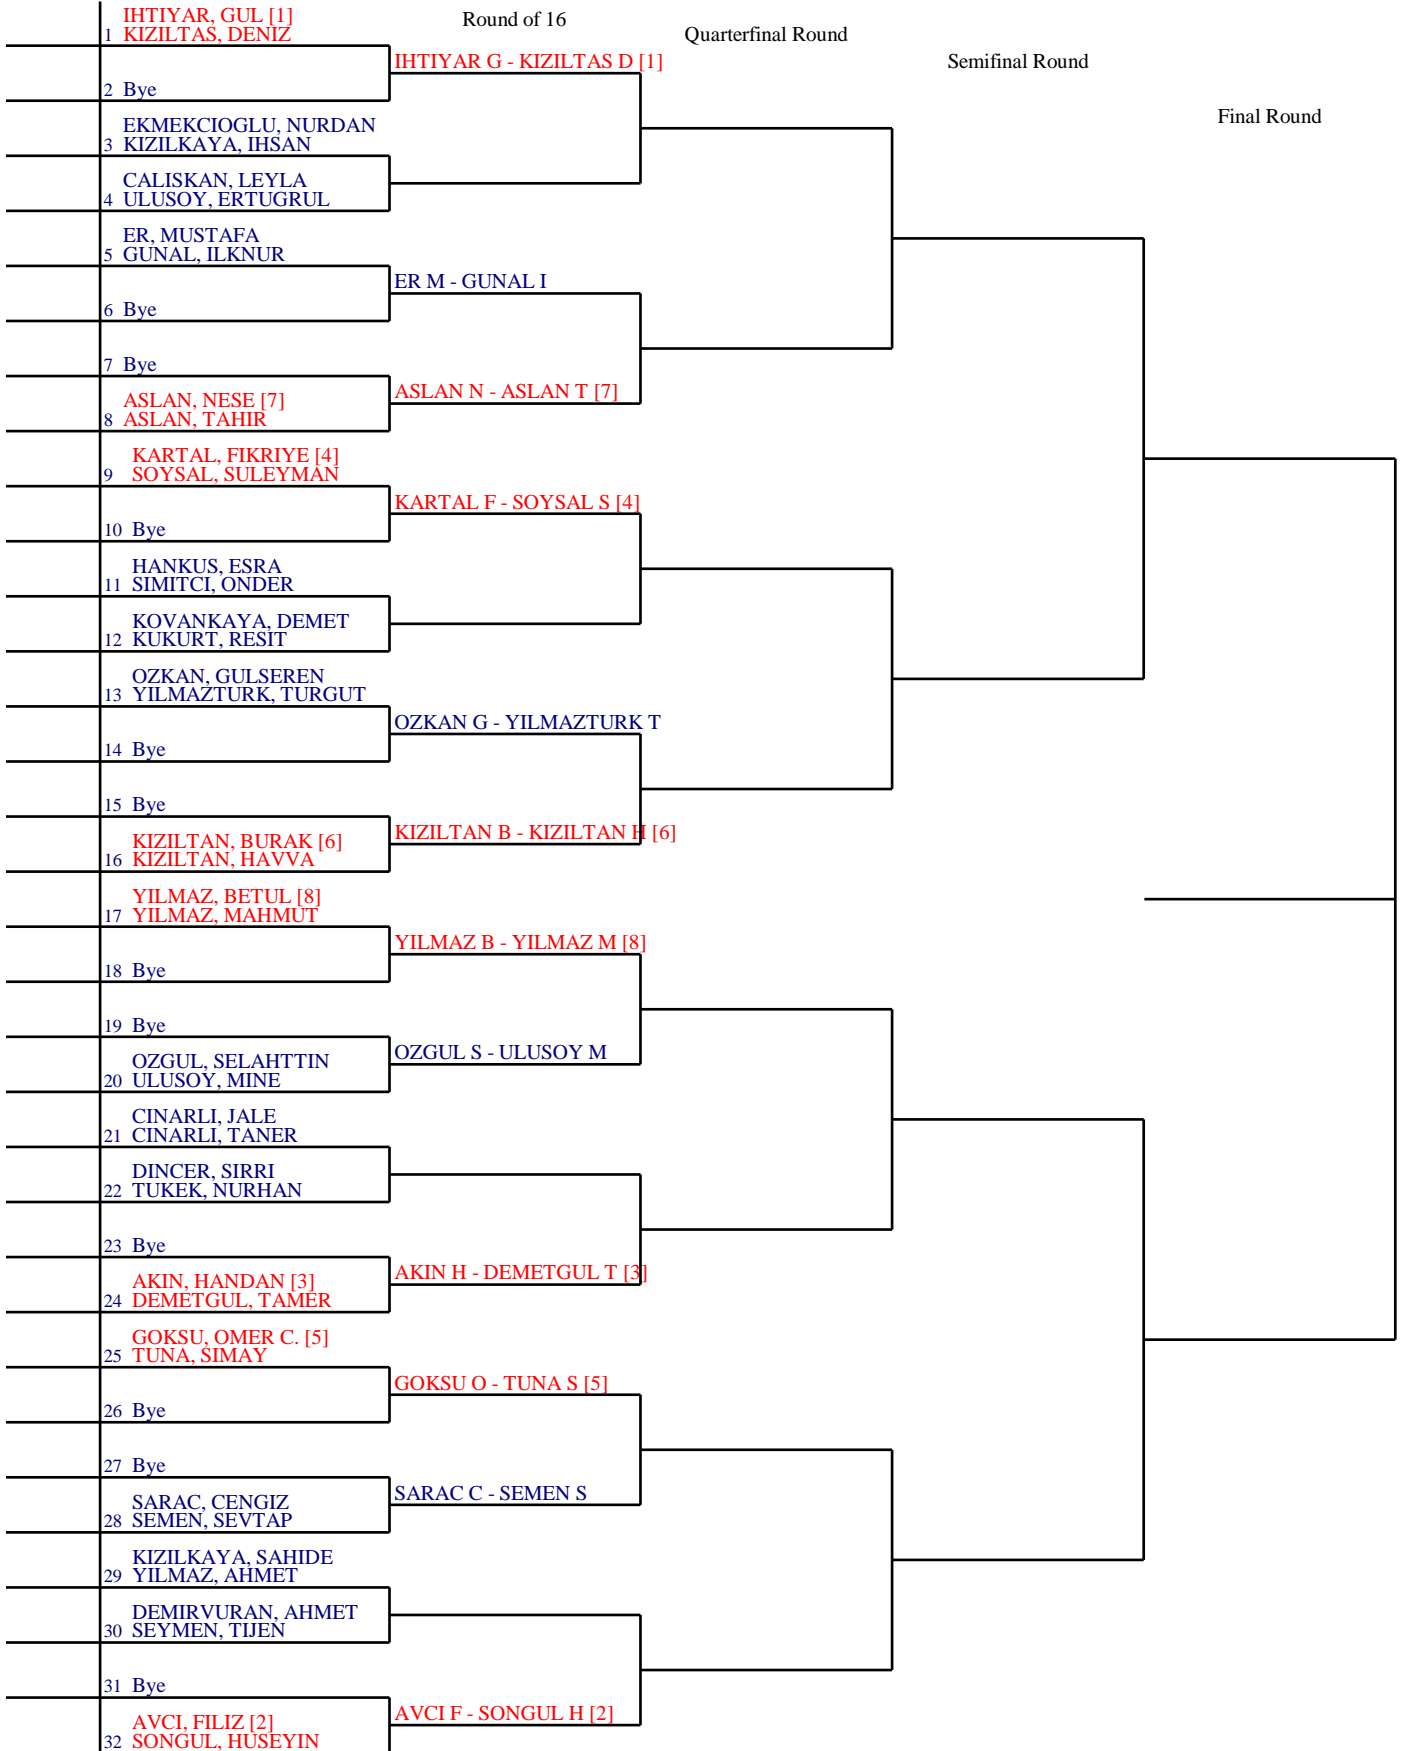 Round of 16
Quarterfinal Round
Semifinal Round
Final Round
IHTIYAR, GUL [1]
1 KIZILTAS, DENIZ
IHTIYAR G - KIZILTAS D [1]
2 Bye
EKMEKCIOGLU, NURDAN
3 KIZILKAYA, IHSAN
CALISKAN, LEYLA
4 ULUSOY, ERTUGRUL
ER, MUSTAFA
5 GUNAL, ILKNUR
ER M - GUNAL I
6 Bye
7 Bye
ASLAN N - ASLAN T [7]
ASLAN, NESE [7]
8 ASLAN, TAHIR
KARTAL, FIKRIYE [4]
9 SOYSAL, SULEYMAN
KARTAL F - SOYSAL S [4]
10 Bye
HANKUS, ESRA
11 SIMITCI, ONDER
KOVANKAYA, DEMET
12 KUKURT, RESIT
OZKAN, GULSEREN
13 YILMAZTURK, TURGUT
OZKAN G - YILMAZTURK T
14 Bye
15 Bye
KIZILTAN B - KIZILTAN H [6]
KIZILTAN, BURAK [6]
16 KIZILTAN, HAVVA
YILMAZ, BETUL [8]
17 YILMAZ, MAHMUT
YILMAZ B - YILMAZ M [8]
18 Bye
19 Bye
OZGUL S - ULUSOY M
OZGUL, SELAHTTIN
20 ULUSOY, MINE
CINARLI, JALE
21 CINARLI, TANER
DINCER, SIRRI
22 TUKEK, NURHAN
23 Bye
AKIN H - DEMETGUL T [3]
AKIN, HANDAN [3]
24 DEMETGUL, TAMER
GOKSU, OMER C. [5]
25 TUNA, SIMAY
GOKSU O - TUNA S [5]
26 Bye
27 Bye
SARAC C - SEMEN S
SARAC, CENGIZ
28 SEMEN, SEVTAP
KIZILKAYA, SAHIDE
29 YILMAZ, AHMET
DEMIRVURAN, AHMET
30 SEYMEN, TIJEN
31 Bye
AVCI F - SONGUL H [2]
AVCI, FILIZ [2]
32 SONGUL, HUSEYIN